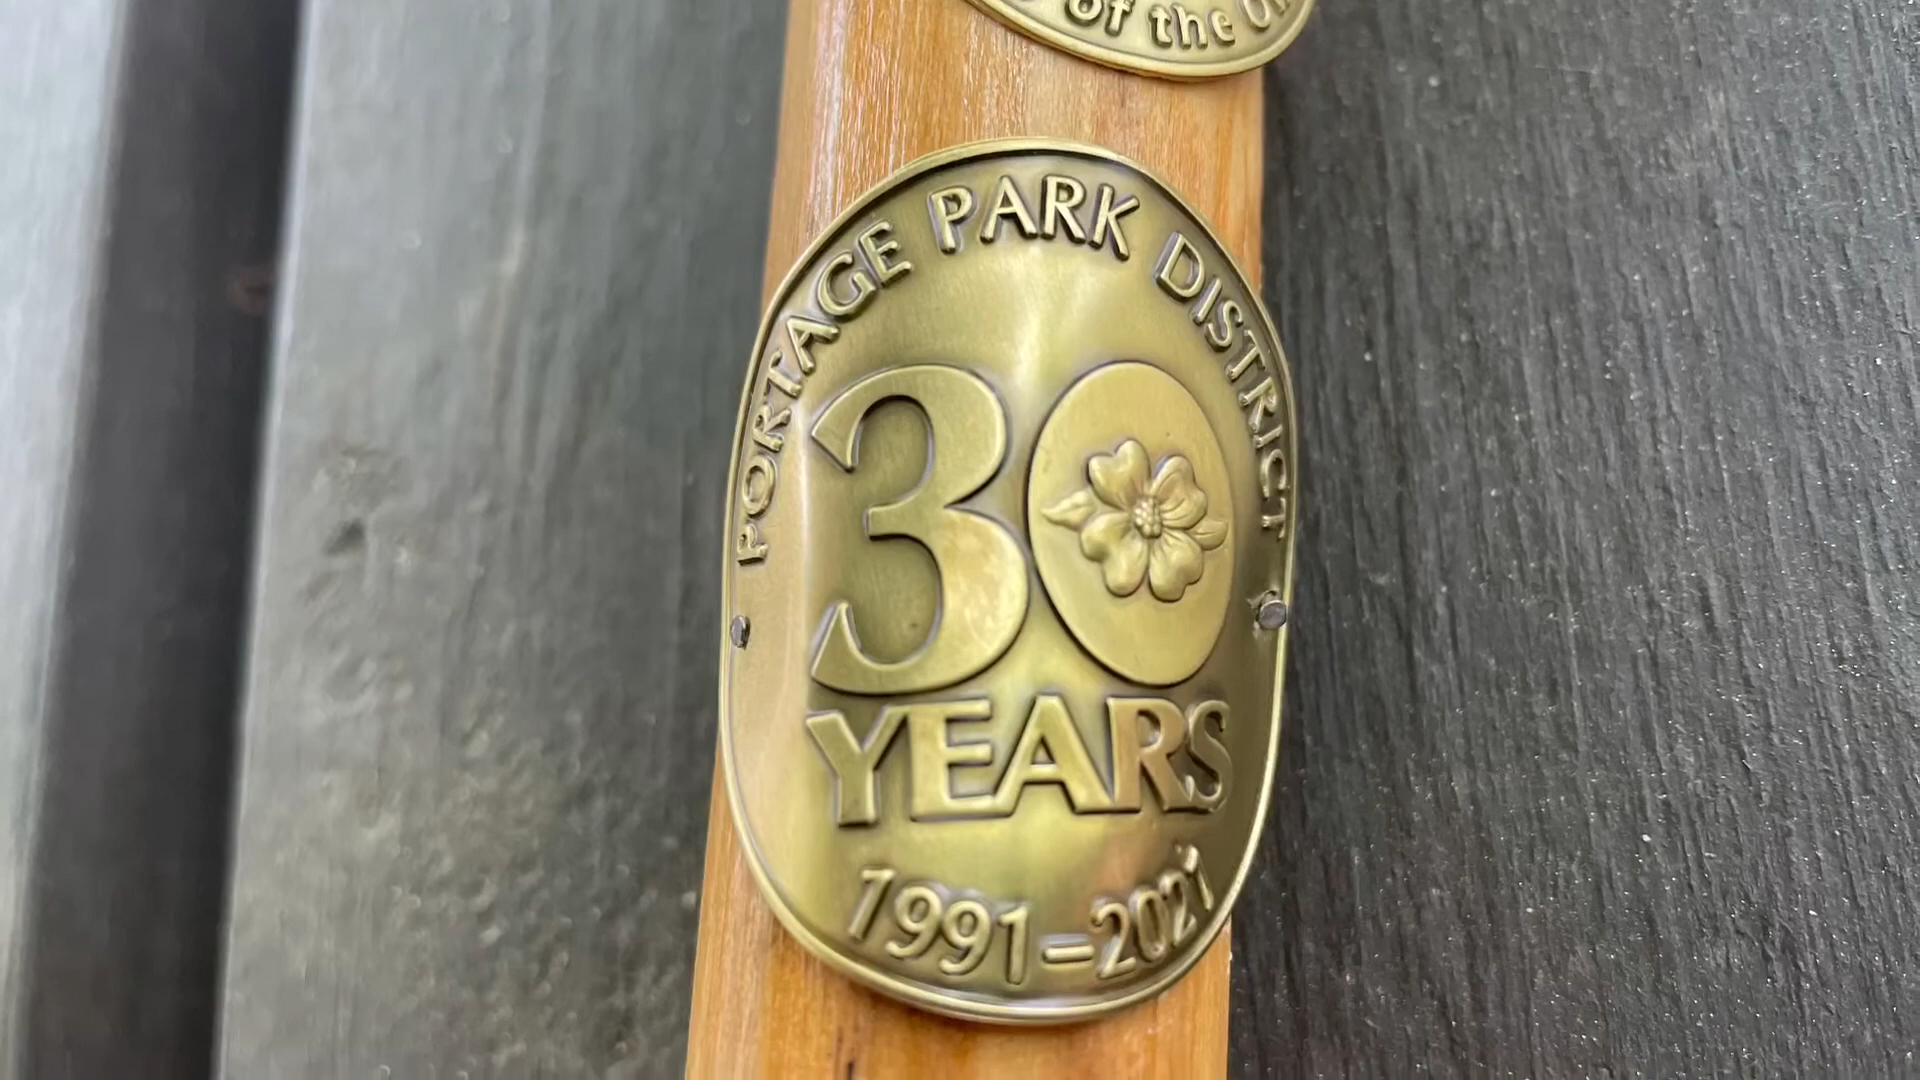 of the
PORTAGE PARK DISTRICT
30
YEARS
1991-2021